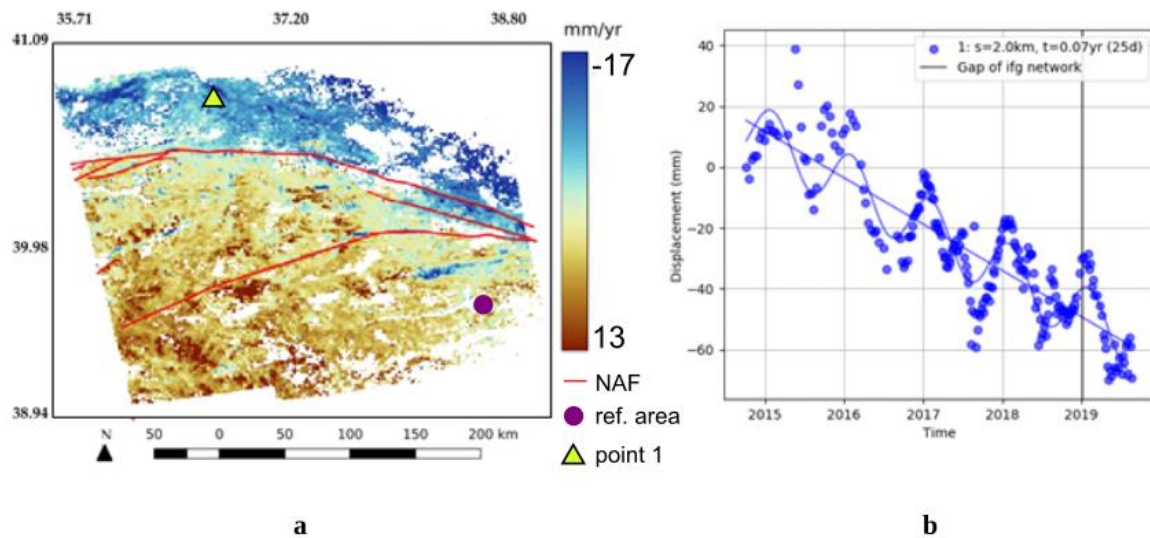 35.71 37.20 38.80
41.09
39.98
38.94
mm/yr
-17
13
NAF
ref. area
point 1
N
50 0 50 100 150 200 km
a
40
20
0
−20
−40
−60
Displacement (mm)
1: s=2.0km, t=0.07yr (25d)
Gap of ifg network
2015 2016 2017 2018 2019
Time
b